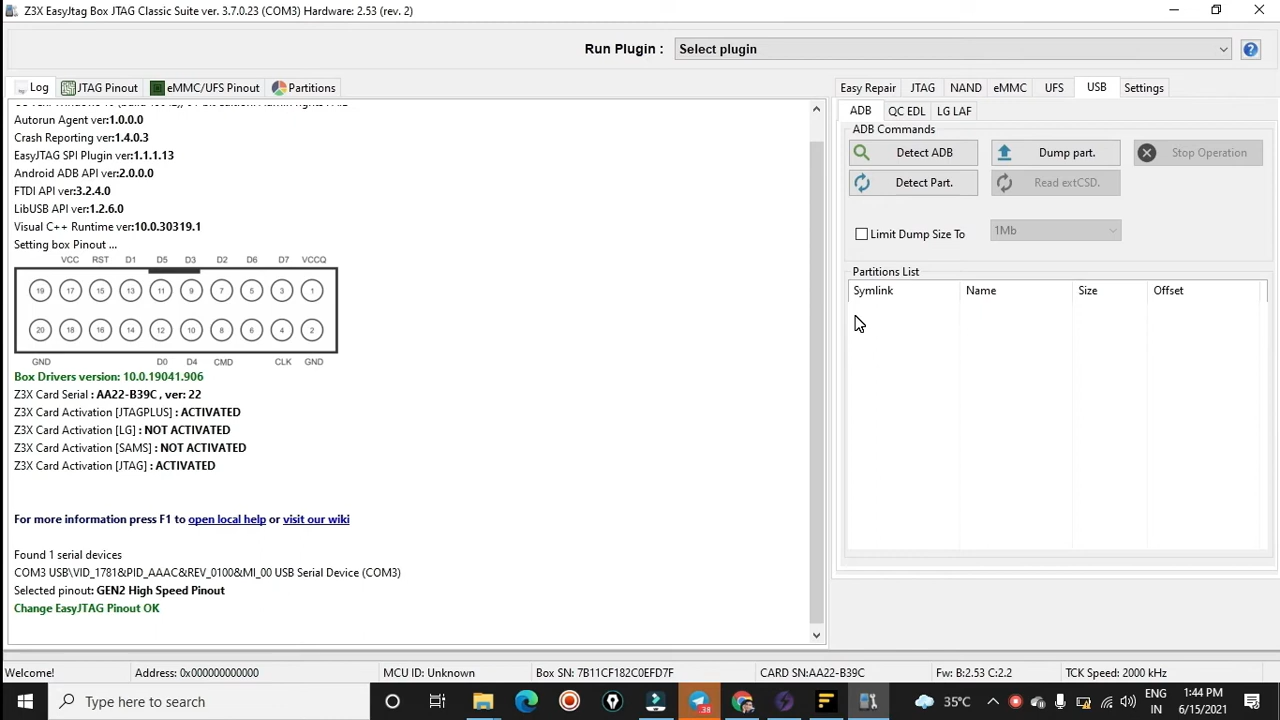 Z3X EasyJtag Box JTAG Classic Suite ver. 3.7.0.23 (COM3) Hardware: 2.53 (rev. 2)
Run Plugin :
Select plugin
Log
JTAG Pinout
eMMC/UFS Pinout
Partitions
Easy Repair
JTAG
NAND
eMMC
UFS
USB
Settings
Autorun Agent ver:1.0.0.0
Crash Reporting ver:1.4.0.3
EasyJTAG SPI Plugin ver:1.1.1.13
Android ADB API ver:2.0.0.0
FTDI API ver:3.2.4.0
LibUSB API ver:1.2.6.0
Visual C++ Runtime ver:10.0.30319.1
Setting box Pinout ...
VCC RST D1 D5 D3 D2 D6 D7 VCCQ
19 17 15 13 11 9 7 5 3 1
20 18 16 14 12 10 8 6 4 2
GND D0 D4 CMD CLK GND
Box Drivers version: 10.0.19041.906
Z3X Card Serial : AA22-B39C , ver: 22
Z3X Card Activation [JTAGPLUS] : ACTIVATED
Z3X Card Activation [LG] : NOT ACTIVATED
Z3X Card Activation [SAMS] : NOT ACTIVATED
Z3X Card Activation [JTAG] : ACTIVATED
For more information press F1 to open local help or visit our wiki
Found 1 serial devices
COM3 USB\VID_1781&PID_AAAC&REV_0100&MI_00 USB Serial Device (COM3)
Selected pinout: GEN2 High Speed Pinout
Change EasyJTAG Pinout OK
ADB
QC EDL
LG LAF
ADB Commands
Detect ADB
Dump part.
Stop Operation
Detect Part.
Read extCSD.
Limit Dump Size To
1Mb
Partitions List
Symlink
Name
Size
Offset
Welcome!
Address: 0x000000000000
MCU ID: Unknown
Box SN: 7B11CF182C0EFD7F
CARD SN:AA22-B39C
Fw: B:2.53 C:2.2
TCK Speed: 2000 kHz
Type here to search
38
35°C
ENG
IN
1:44 PM
6/15/2021